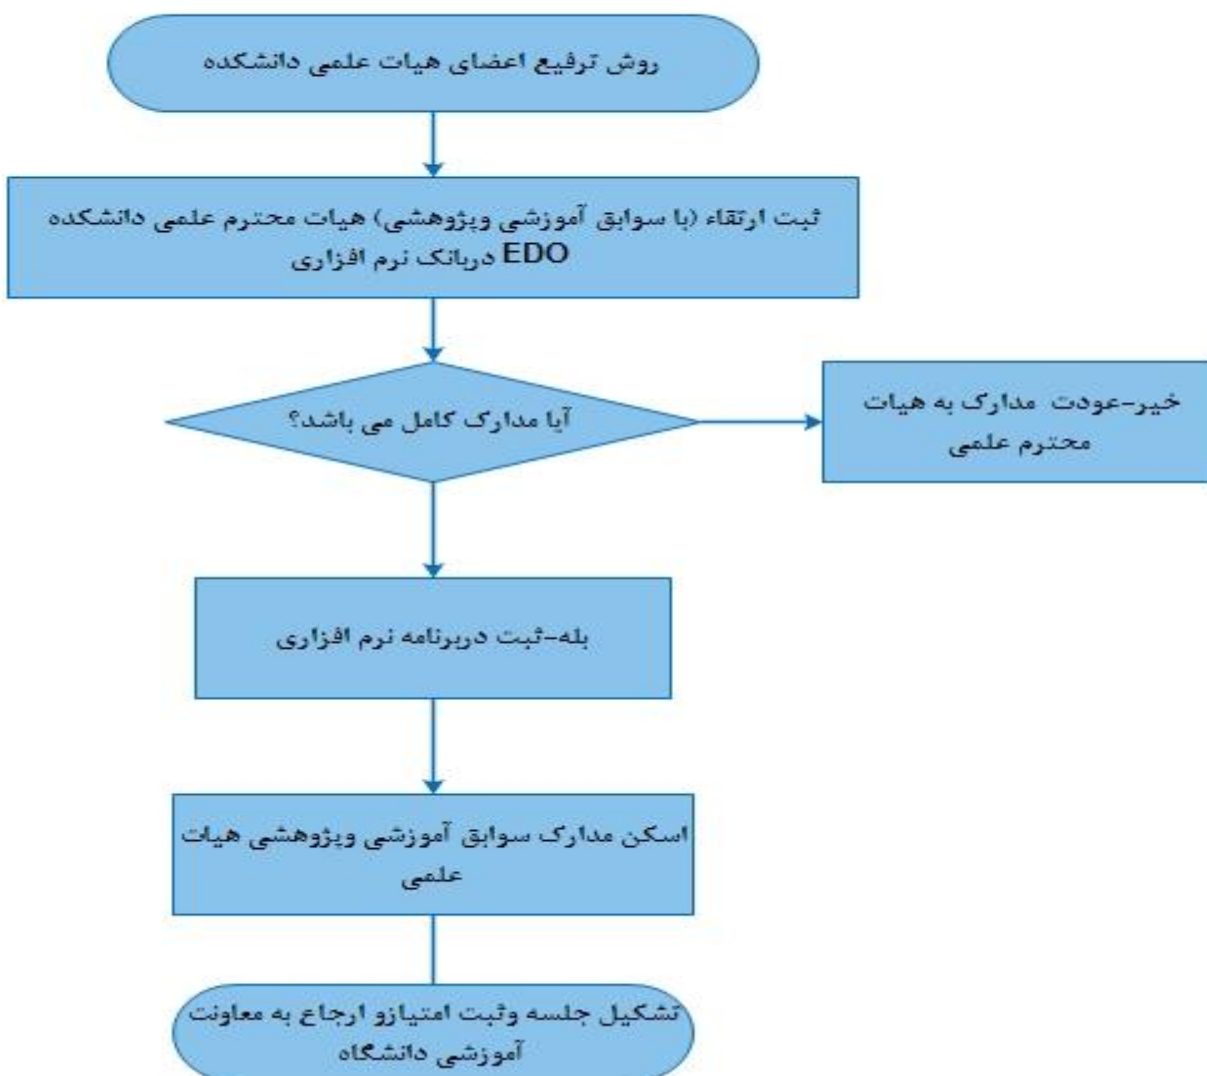 روش ترفیع اعضای هیات علمی دانشکده
ثبت ارتقاء (با سوابق آموزشی وپژوهشی) هیات محترم علمی دانشکده
EDO دربانک نرم افزاری
آیا مدارک کامل می باشد؟
خیر-عودت مدارک به هیات
محترم علمی
بله-ثبت دربرنامه نرم افزاری
اسکن مدارک سوابق آموزشی وپژوهشی هیات
علمی
تشکیل جلسه وثبت امتیازو ارجاع به معاونت
آموزشی دانشگاه